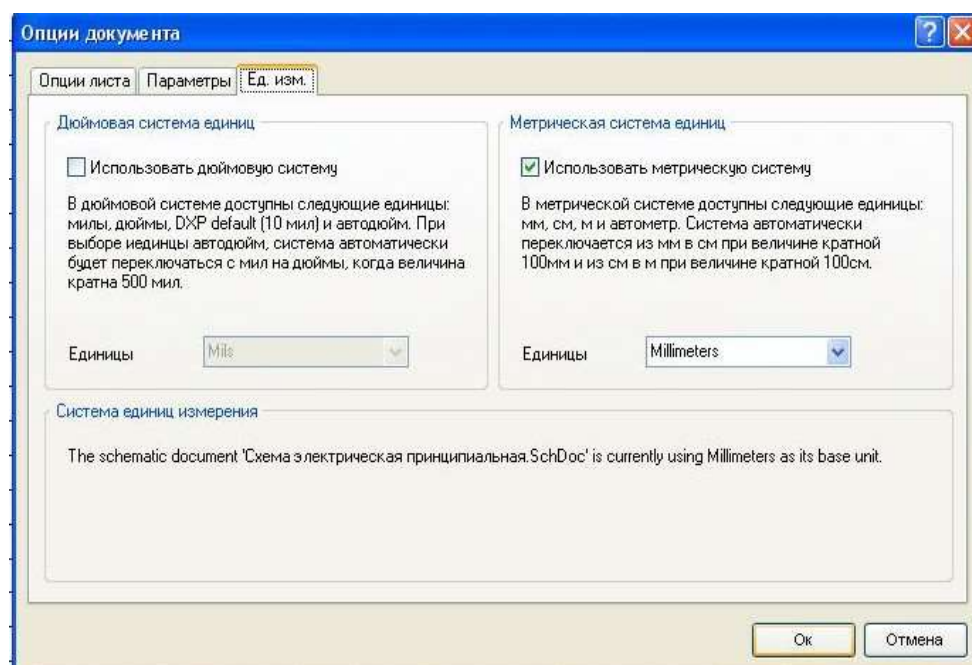 Опции документа
Опции листа
Параметры
Ед. изм.
Дюймовая система единиц
Использовать дюймовую систему
В дюймовой системе доступны следующие единицы:
милы, дюймы, DXP default (10 мил) и автодюйм. При
выборе иединцы автодюйм, система автоматически
будет переключаться с мил на дюймы, когда величина
кратна 500 мил.
Единицы
Mils
Метрическая система единиц
Использовать метрическую систему
В метрической системе доступны следующие единицы:
мм, см, м и автометр. Система автоматически
переключается из мм в см при величине кратной
100мм и из см в м при величине кратной 100см.
Единицы
Millimeters
Система единиц измерения
The schematic document 'Схема электрическая принципиальная.SchDoc' is currently using Millimeters as its base unit.
Ок
Отмена